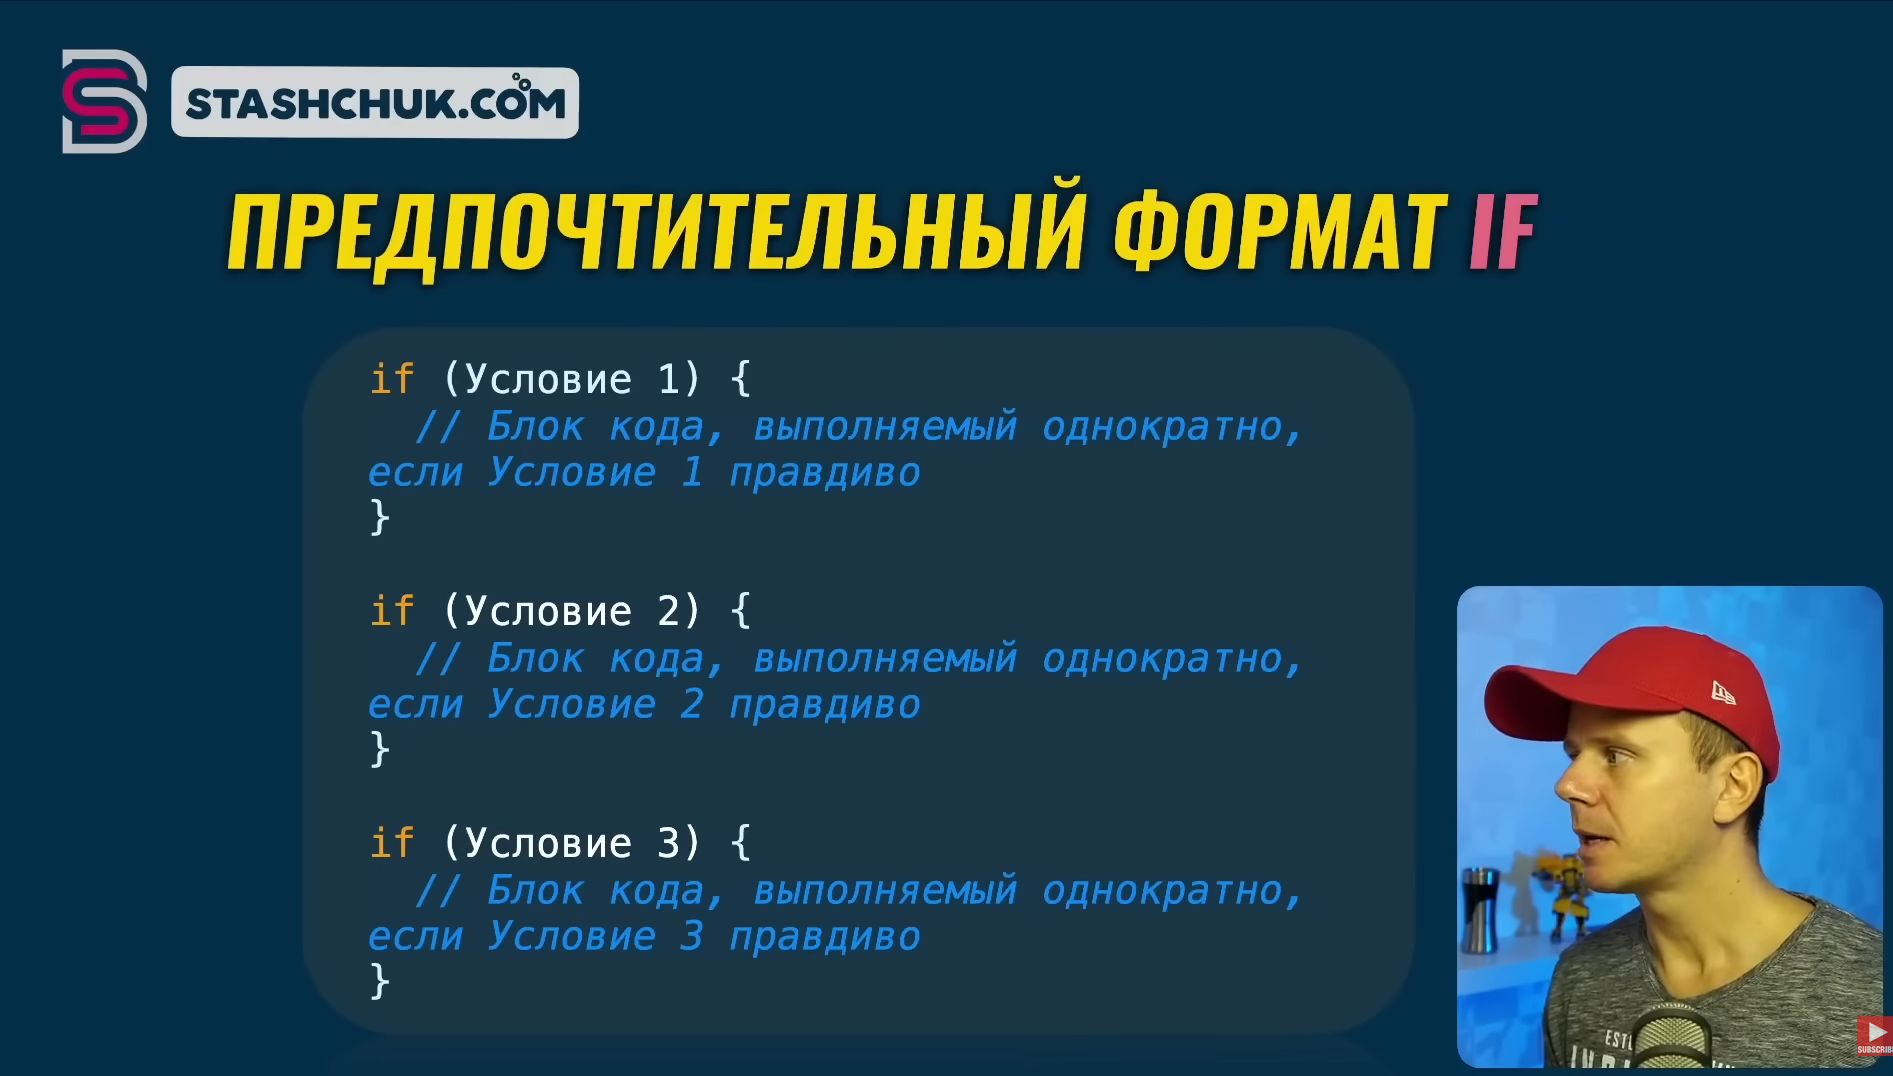 STASHCHUK.COM
ПРЕДПОЧТИТЕЛЬНЫЙ ФОРМАТ IF
if (Условие 1) {
// Блок кода, выполняемый однократно,
если Условие 1 правдиво
}
if (Условие 2) {
// Блок кода, выполняемый однократно,
если Условие 2 правдиво
}
if (Условие 3) {
// Блок кода, выполняемый однократно,
если Условие 3 правдиво
}
SUBSCRIBE